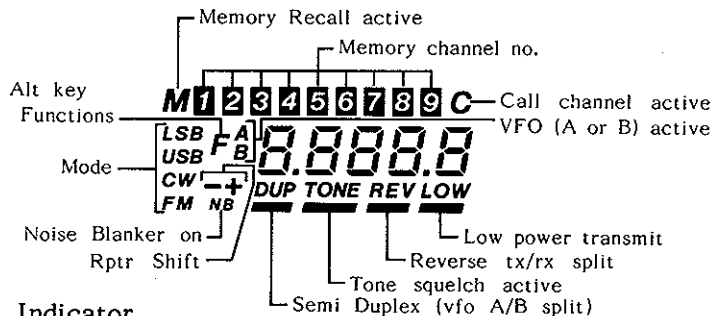 Memory Recall active
Memory channel no.
Alt key
Functions
M 1 2 3 4 5 6 7 8 9 C
Call channel active
VFO (A or B) active
Mode
LSB
USB
CW
FM
F
A
B
8.888.8
- +
NB
DUP TONE REV LOW
Noise Blanker on
Rptr Shift
Low power transmit
Reverse tx/rx split
Tone squelch active
Semi Duplex (vfo A/B split)
Indicator